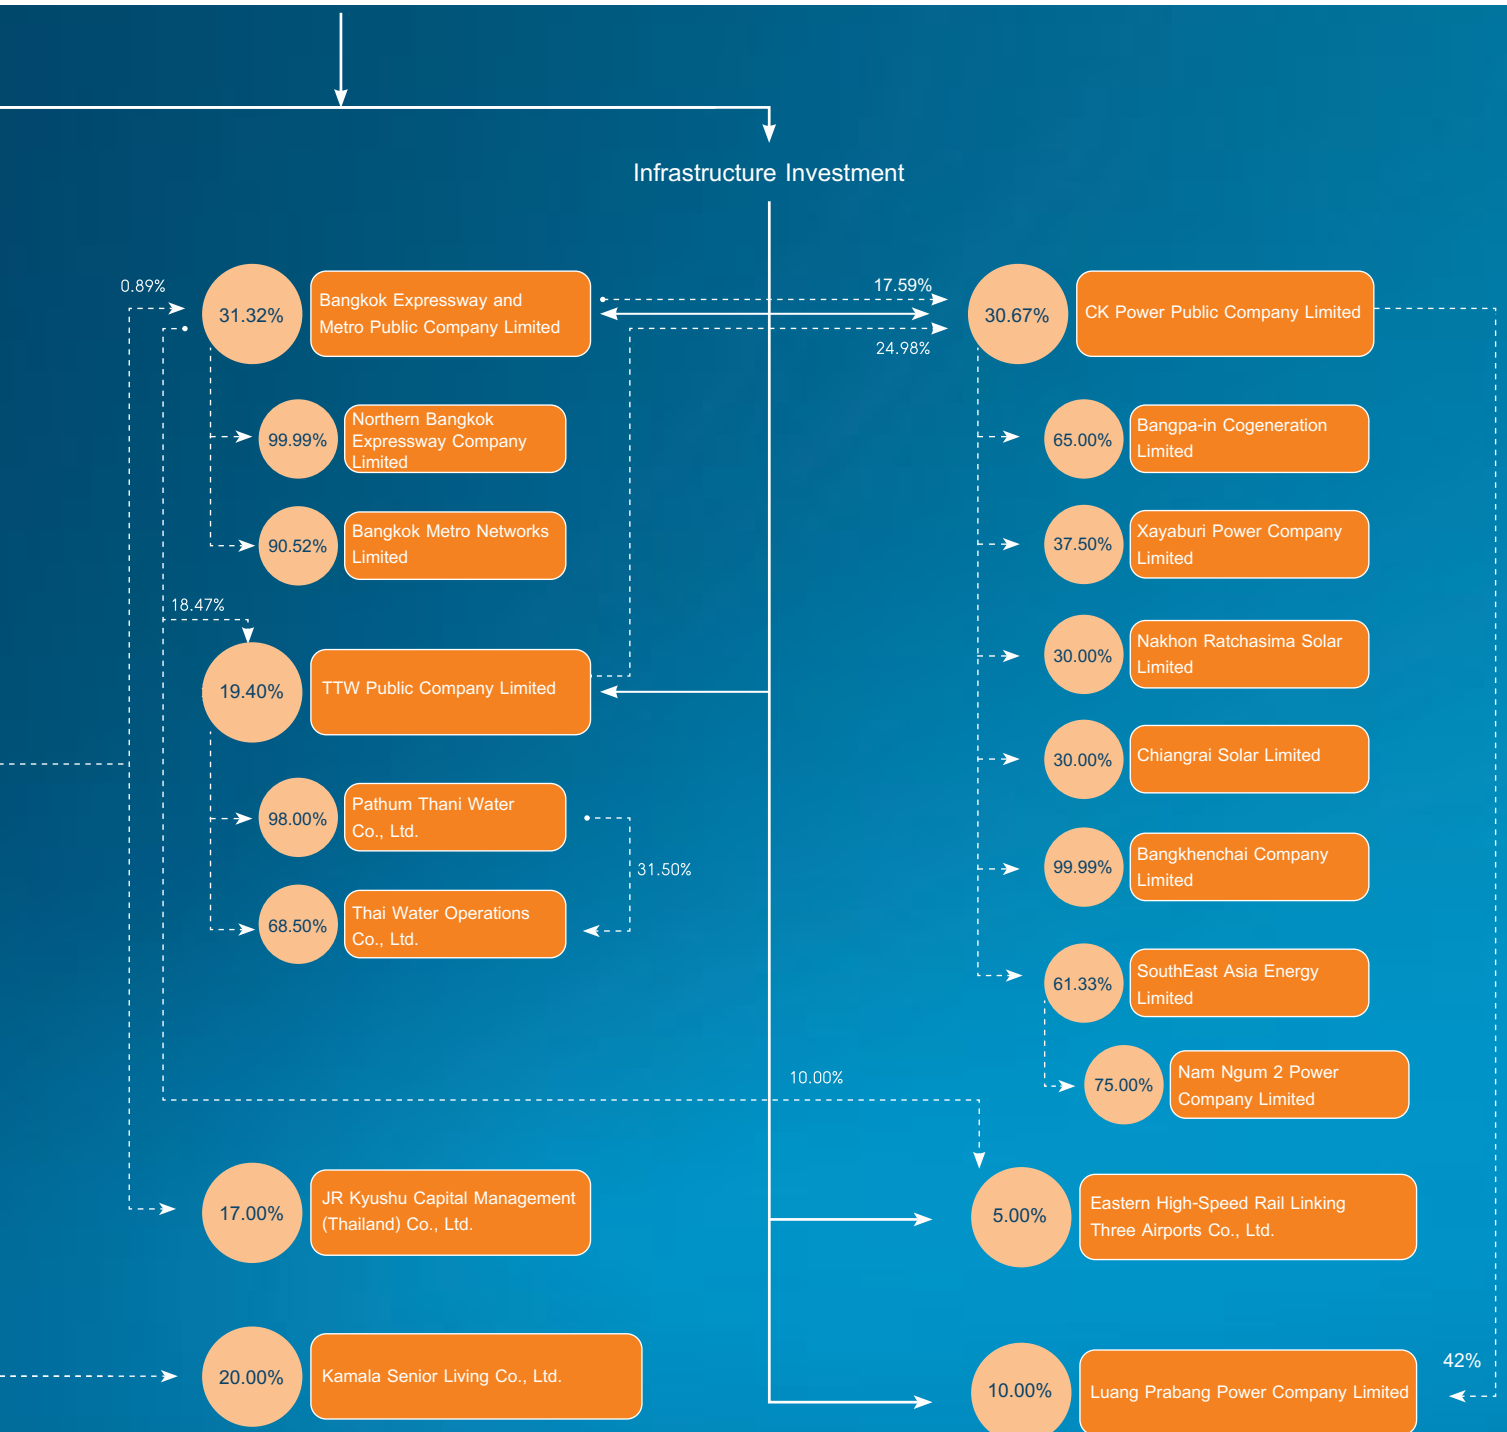 Infrastructure Investment
0.89%
31.32%
Bangkok Expressway and
Metro Public Company Limited
17.59%
24.98%
30.67%
CK Power Public Company Limited
99.99%
Northern Bangkok
Expressway Company
Limited
90.52%
Bangkok Metro Networks
Limited
18.47%
19.40%
TTW Public Company Limited
98.00%
Pathum Thani Water
Co., Ltd.
31.50%
68.50%
Thai Water Operations
Co., Ltd.
65.00%
Bangpa-in Cogeneration
Limited
37.50%
Xayaburi Power Company
Limited
30.00%
Nakhon Ratchasima Solar
Limited
30.00%
Chiangrai Solar Limited
99.99%
Bangkhenchai Company
Limited
61.33%
SouthEast Asia Energy
Limited
75.00%
Nam Ngum 2 Power
Company Limited
10.00%
17.00%
JR Kyushu Capital Management
(Thailand) Co., Ltd.
5.00%
Eastern High-Speed Rail Linking
Three Airports Co., Ltd.
20.00%
Kamala Senior Living Co., Ltd.
10.00%
Luang Prabang Power Company Limited
42%